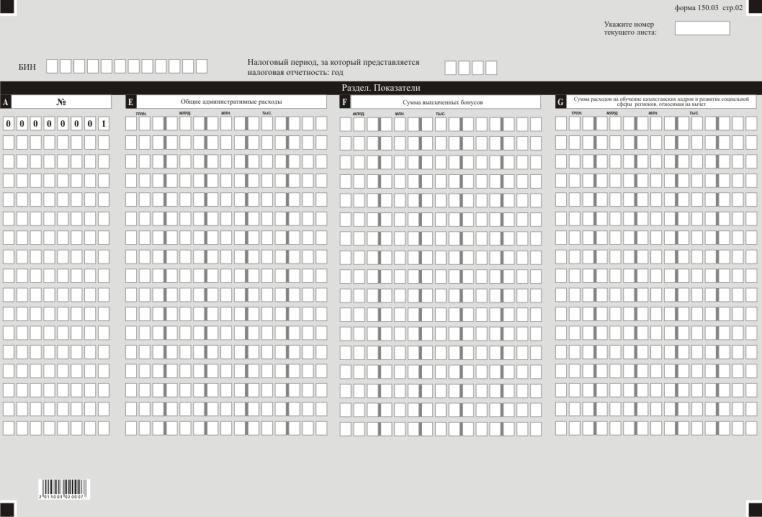 форма 150.03 стр.02
Укажите номер
текущего листа:
БИН
Налоговый период, за который представляется
налоговая отчетность: год
Раздел. Показатели
A № E Общие административные расходы F Сумма выплаченных бонусов G Сумма расходов на обучение казахстанских кадров и развитие социальной
сферы регионов, относимая на вычет
трлн. млрд. млн. тыс. млрд. млн. тыс. трлн. млрд. млн. тыс.
0 0 0 0 0 0 0 1